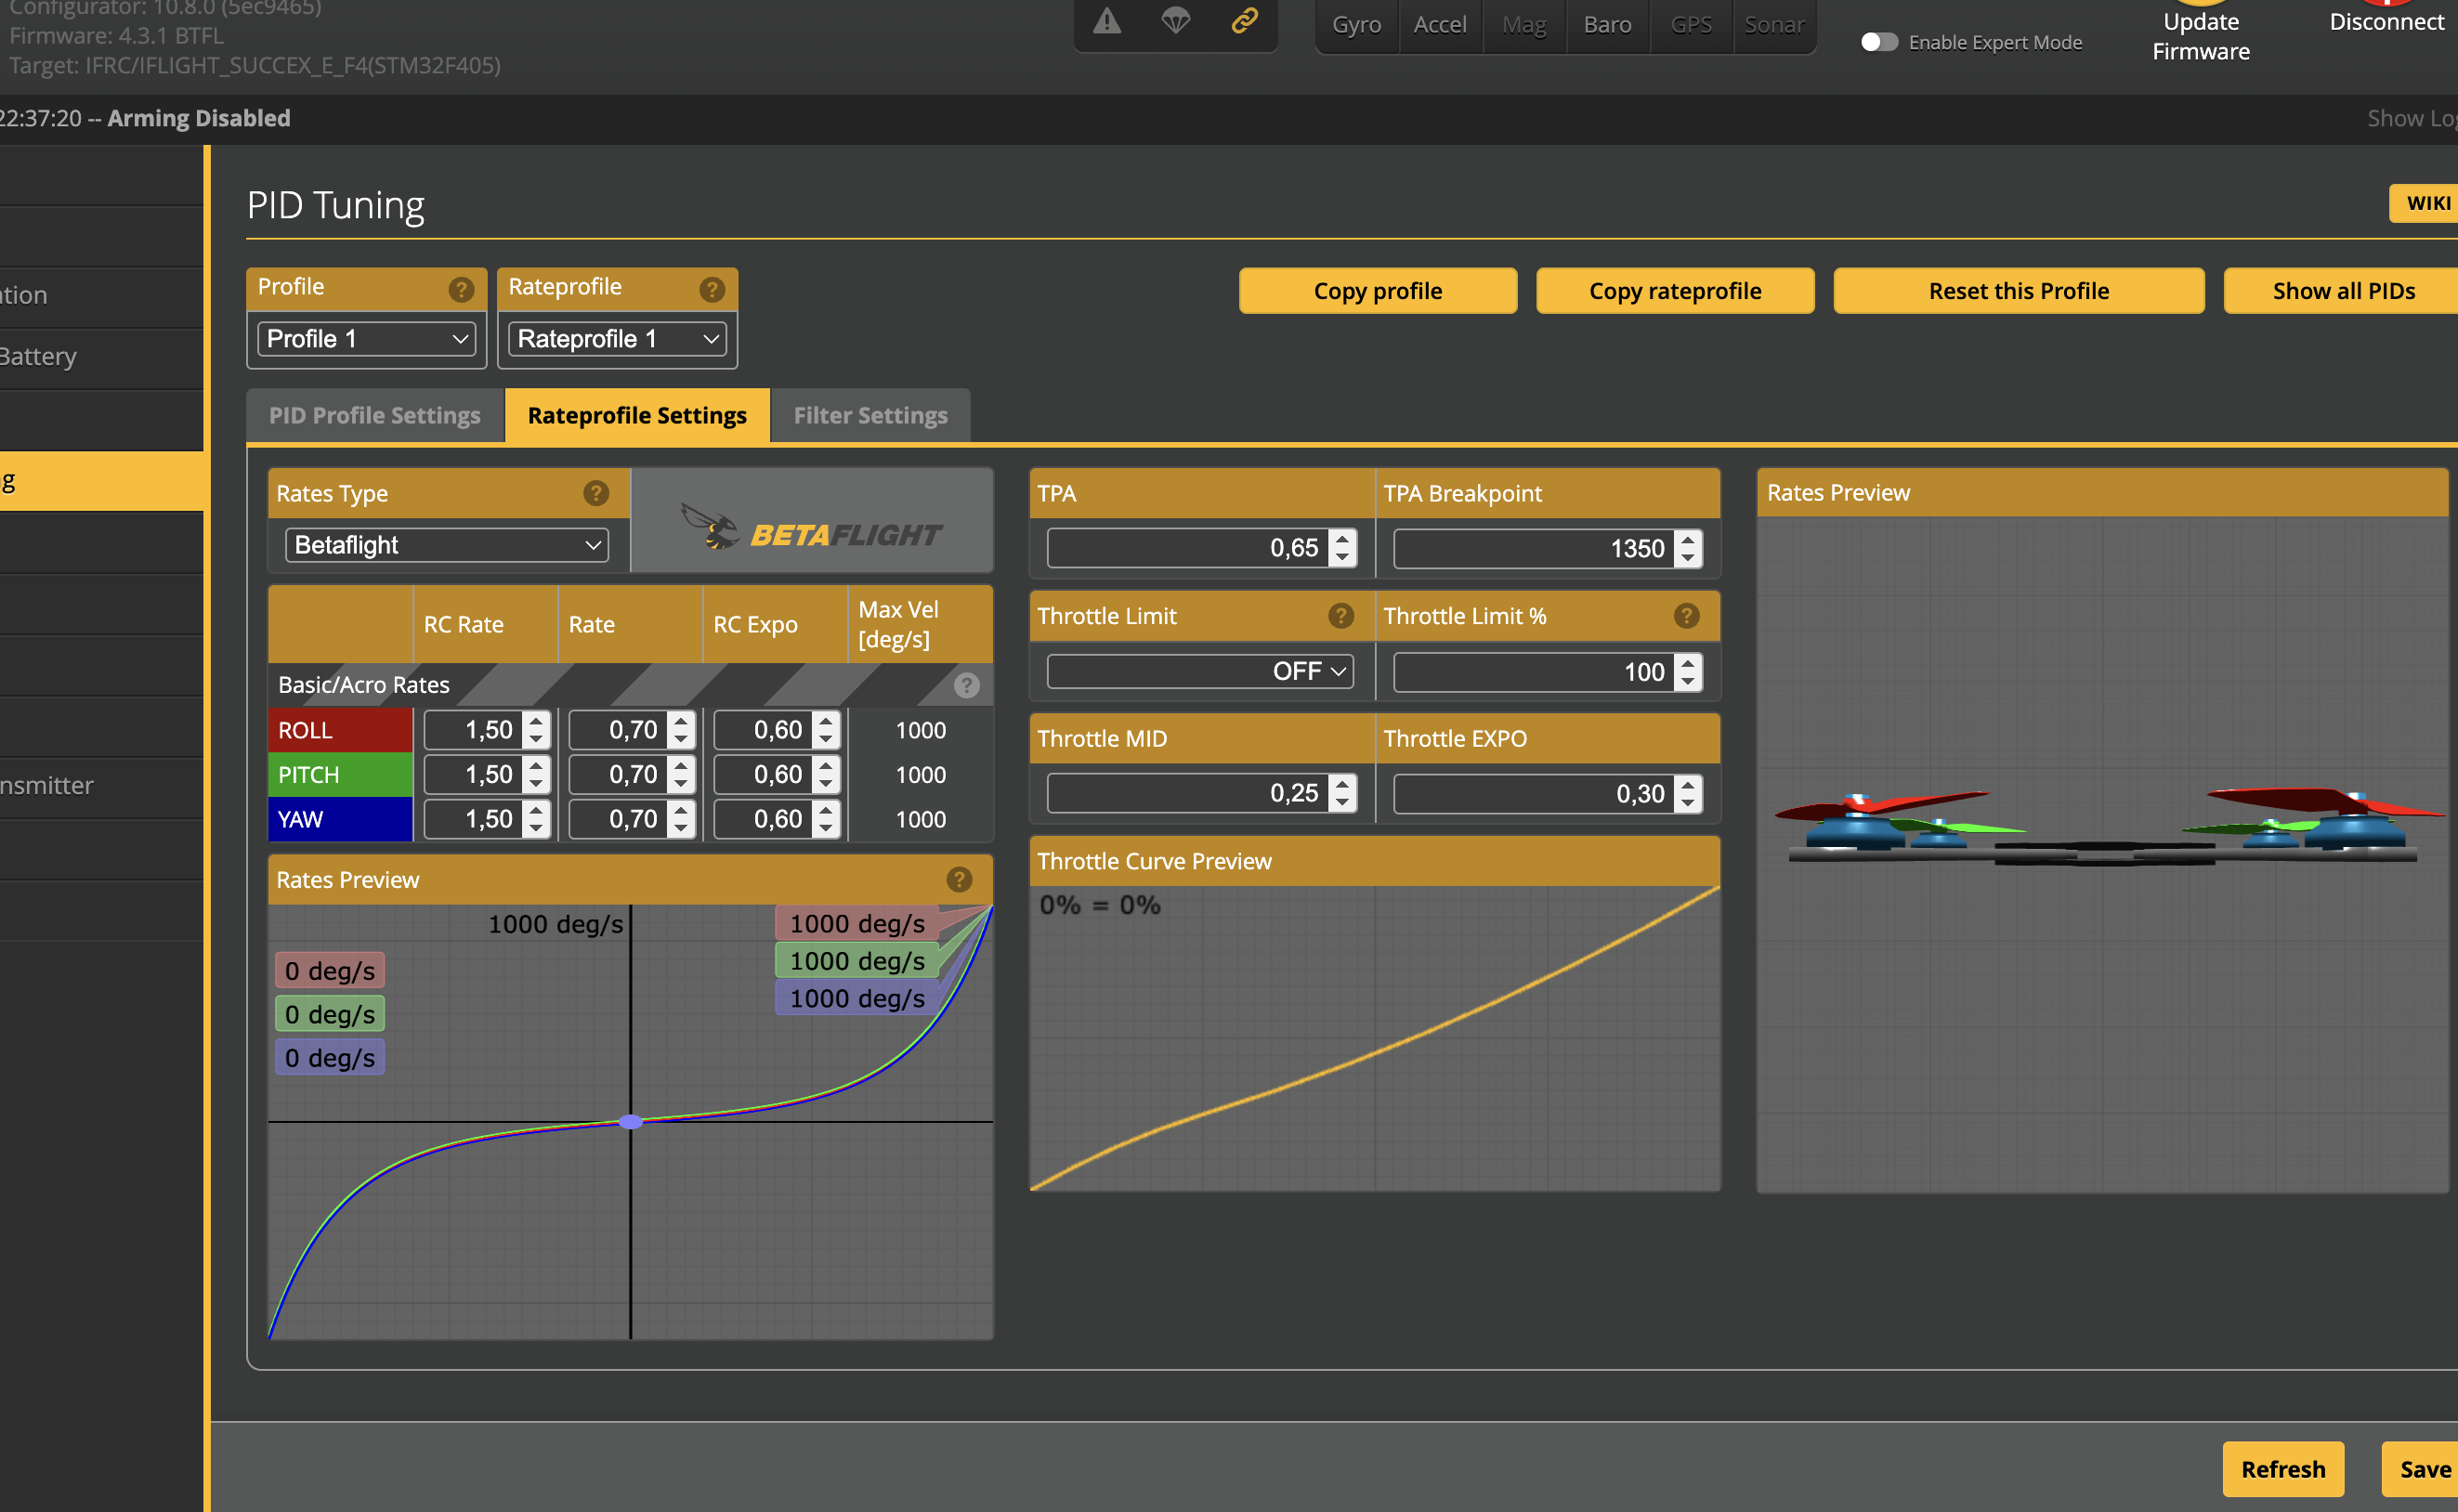 Configurator: 10.8.0 (5ec9465)
Firmware: 4.3.1 BTFL
Target: IFRC/IFLIGHT_SUCCEX_E_F4(STM32F405)
Gyro
Accel
Mag
Baro
GPS
Sonar
Enable Expert Mode
Update
Firmware
Disconnect
22:37:20 -- Arming Disabled
Show Log
ation
Battery
g
nsmitter
PID Tuning
WIKI
Profile
Profile 1
Rateprofile
Rateprofile 1
Copy profile
Copy rateprofile
Reset this Profile
Show all PIDs
PID Profile Settings
Rateprofile Settings
Filter Settings
Rates Type
Betaflight
BETAFLIGHT
RC Rate
Rate
RC Expo
Max Vel
[deg/s]
Basic/Acro Rates
ROLL 1,50 0,70 0,60 1000
PITCH 1,50 0,70 0,60 1000
YAW 1,50 0,70 0,60 1000
Rates Preview
1000 deg/s
1000 deg/s
1000 deg/s
1000 deg/s
0 deg/s
0 deg/s
0 deg/s
TPA
TPA Breakpoint
0,65
1350
Throttle Limit
Throttle Limit %
OFF
100
Throttle MID
Throttle EXPO
0,25
0,30
Throttle Curve Preview
0% = 0%
Rates Preview
Refresh
Save